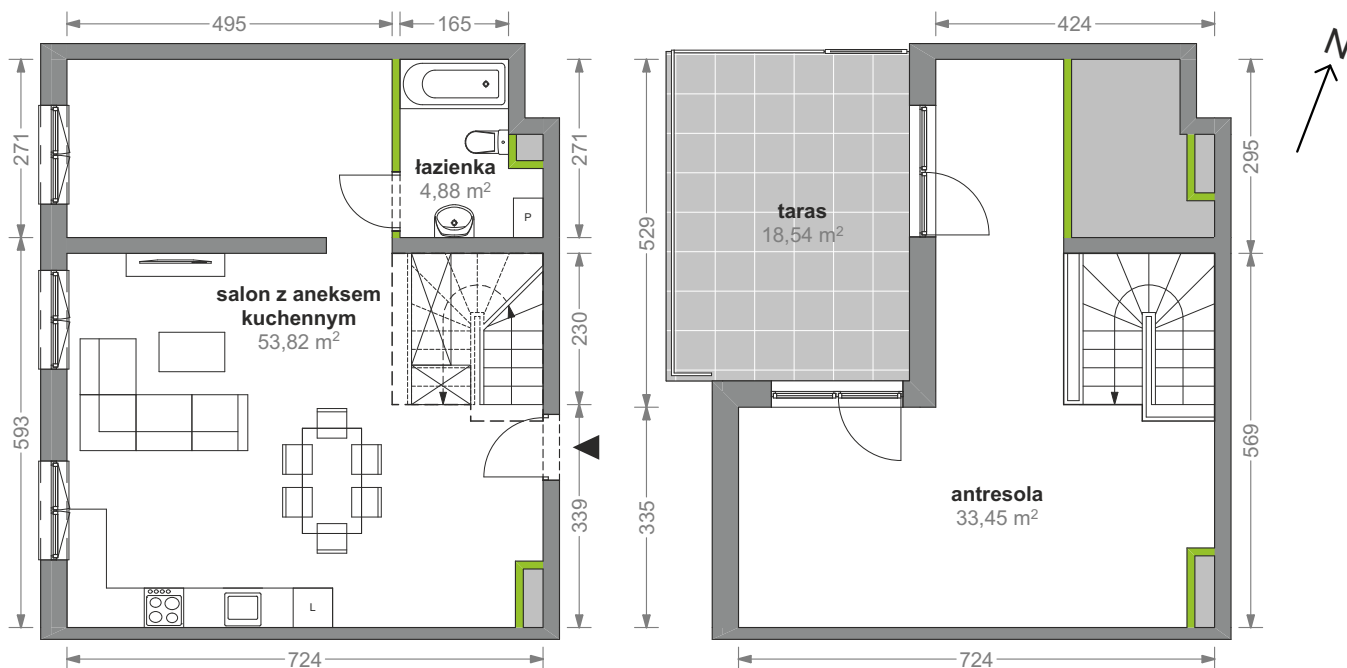 495
165
424
N
271
271
295
łazienka
4,88 m²
P
taras
18,54 m²
529
salon z aneksem
kuchennym
53,82 m²
230
593
569
339
335
antresola
33,45 m²
L
724
724